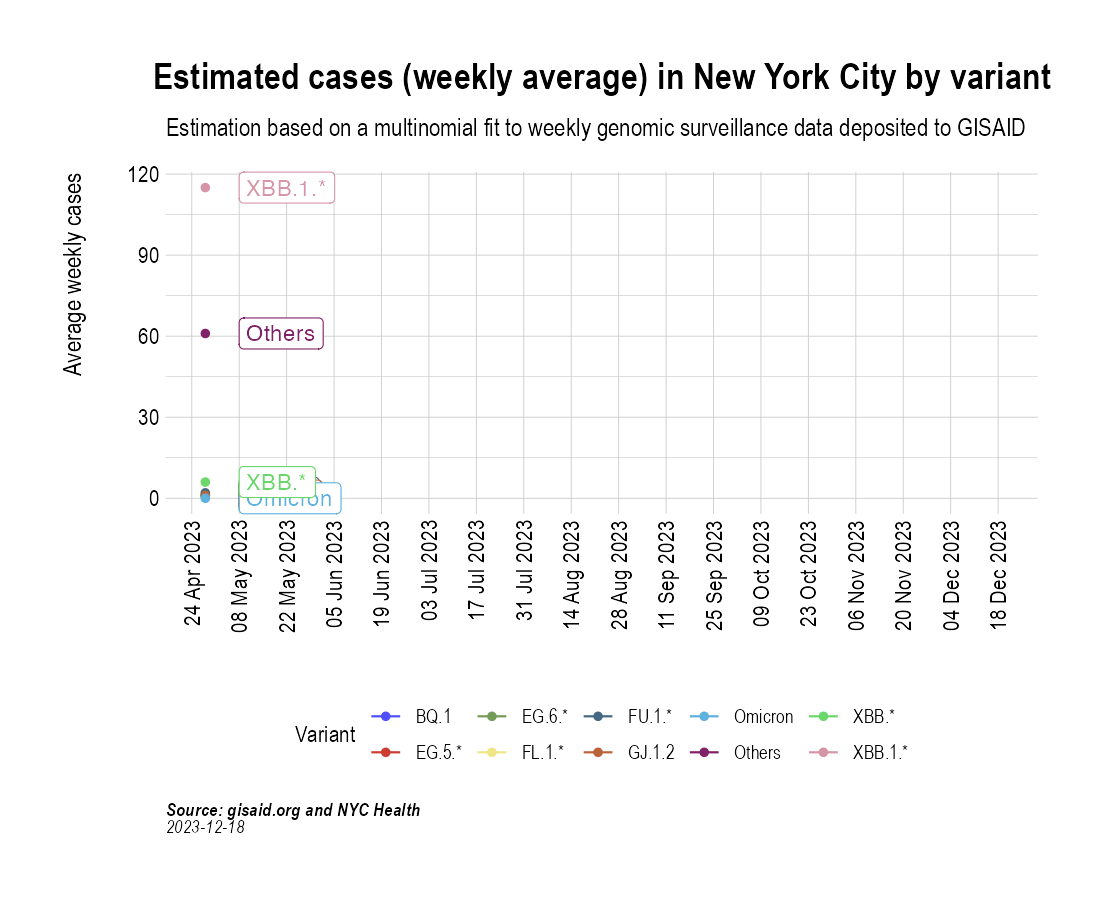 Estimated cases (weekly average) in New York City by variant
Estimation based on a multinomial fit to weekly genomic surveillance data deposited to GISAID
Average weekly cases
120
90
60
30
0
XBB.1.*
Others
XBB.*
Omicron
24 Apr 2023
08 May 2023
22 May 2023
05 Jun 2023
19 Jun 2023
03 Jul 2023
17 Jul 2023
31 Jul 2023
14 Aug 2023
28 Aug 2023
11 Sep 2023
25 Sep 2023
09 Oct 2023
23 Oct 2023
06 Nov 2023
20 Nov 2023
04 Dec 2023
18 Dec 2023
Variant
BQ.1 EG.6.* FU.1.* Omicron XBB.*
EG.5.* FL.1.* GJ.1.2 Others XBB.1.*
Source: gisaid.org and NYC Health
2023-12-18